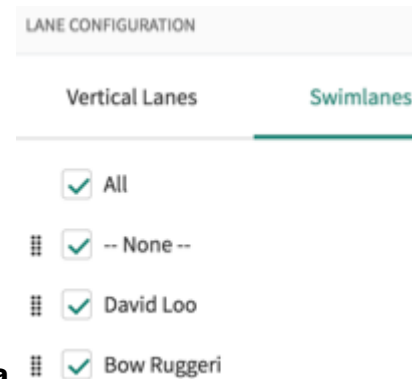 LANE CONFIGURATION
Vertical Lanes Swimlanes
All
-- None --
David Loo
a Bow Ruggeri